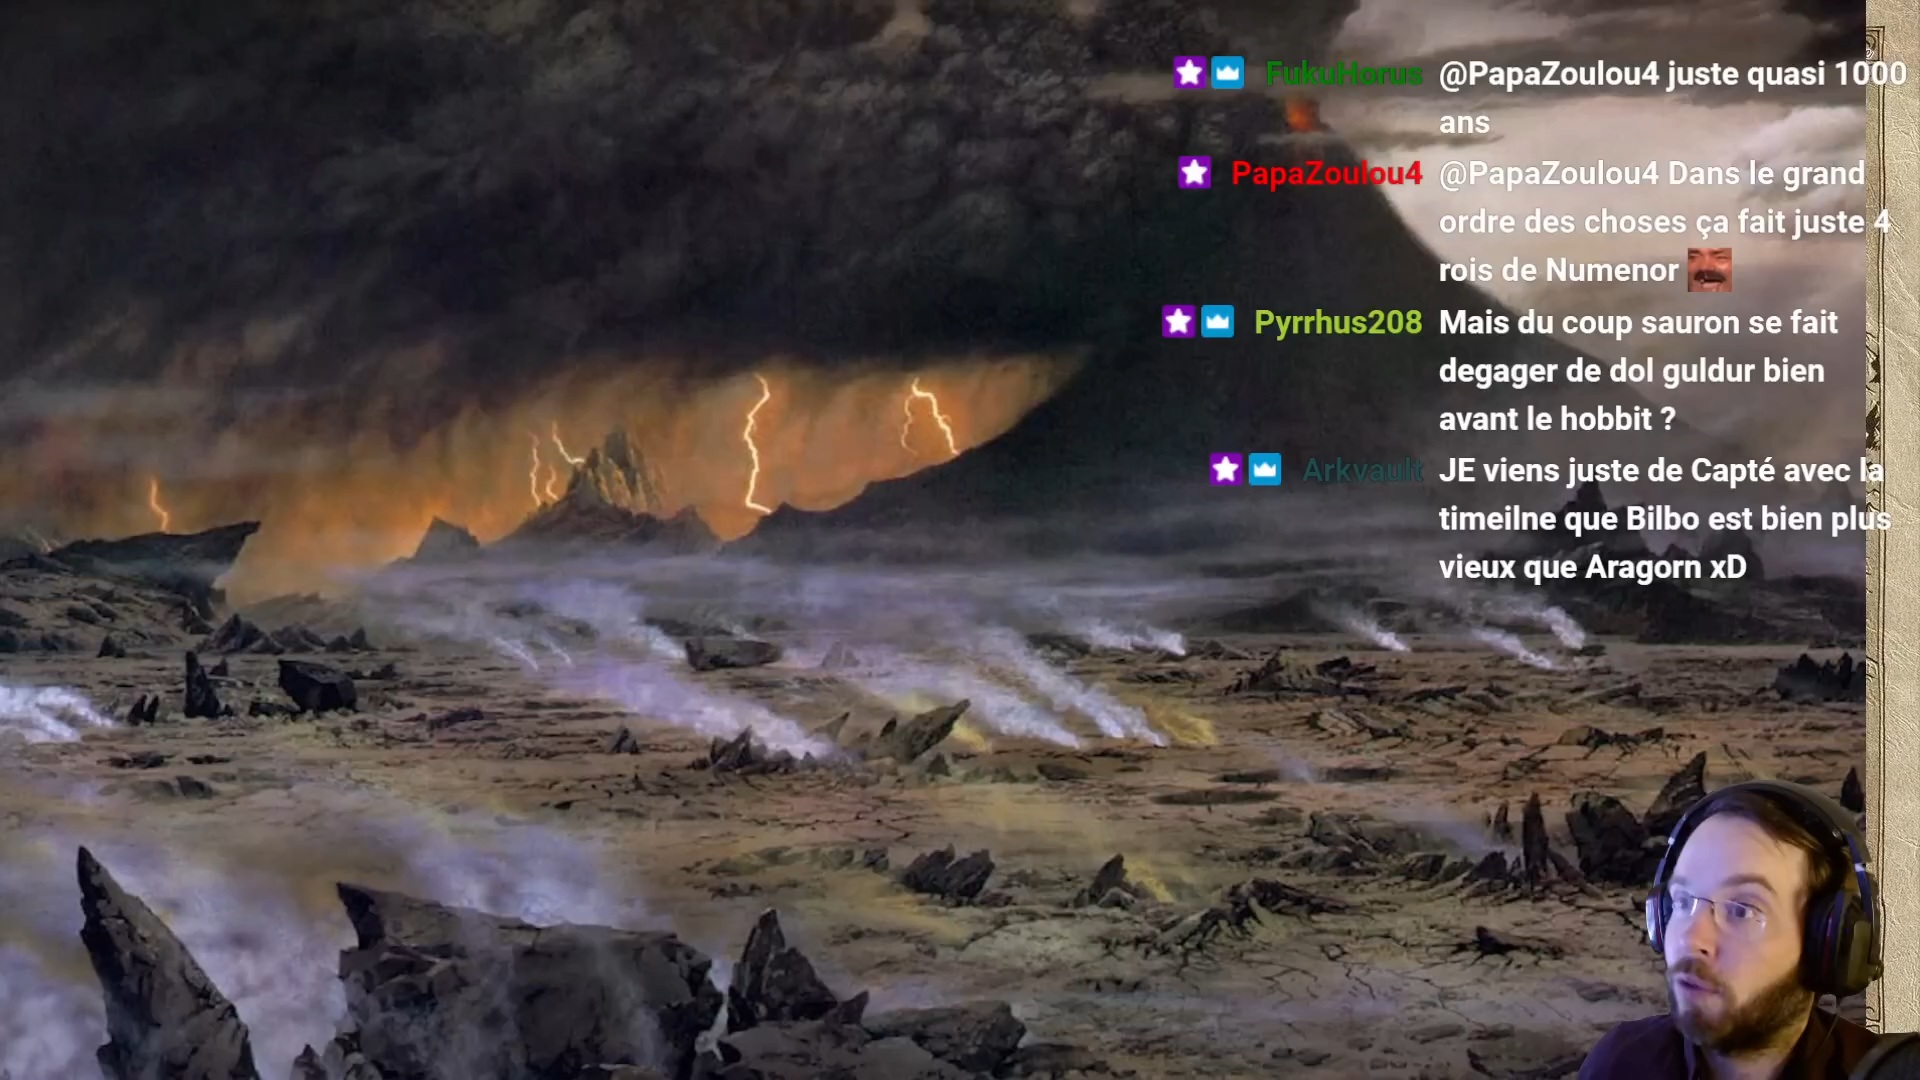 FukuHorus @PapaZoulou4 juste quasi 1000
ans
PapaZoulou4 @PapaZoulou4 Dans le grand
ordre des choses ça fait juste 4
rois de Numenor
Pyrrhus208 Mais du coup sauron se fait
degager de dol guldur bien
avant le hobbit ?
Arkvault JE viens juste de Capté avec la
timeilne que Bilbo est bien plus
vieux que Aragorn xD